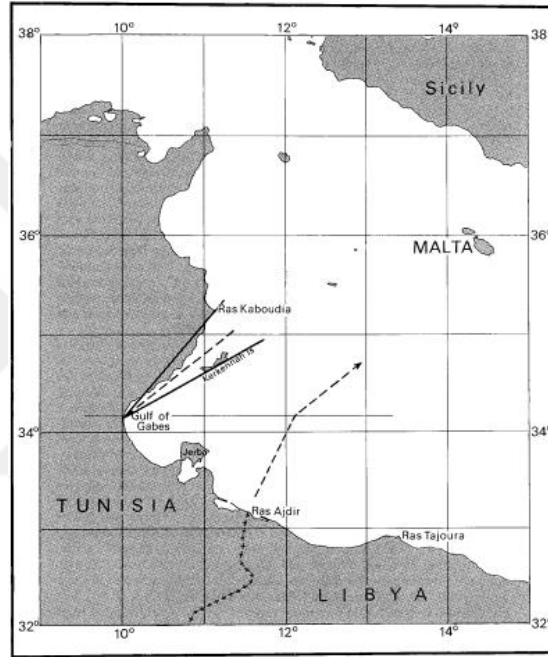 10° 12° 14°
38° 38°
Sicily
36° 36°
MALTA
Ras Kaboudia
Kerkennah Is
Gulf of
Gabes
34° 34°
Jerba
TUNISIA
Ras Ajdir
Ras Tajoura
LIBYA
32° 32°
10° 12° 14°